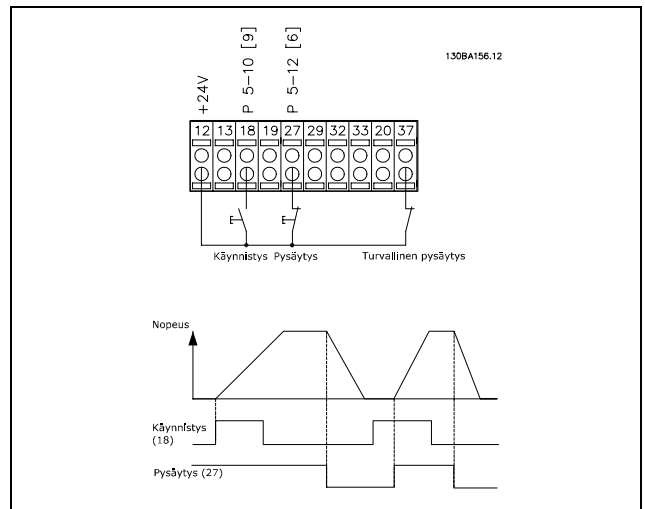 130BA156.12
+24V
P 5-10 [9]
P 5-12 [6]
12 13 18 19 27 29 32 33 20 37
Käynnistys Pysäytys Turvallinen pysäytys
Nopeus
Käynnistys
(18)
Pysäytys (27)